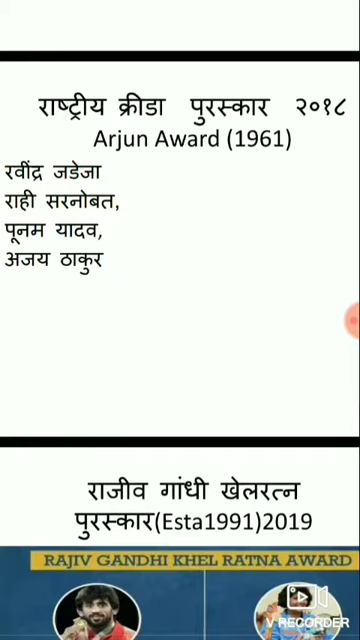 राष्ट्रीय क्रीडा पुरस्कार २०१८
Arjun Award (1961)
रवींद्र जडेजा
राही सरनोबत,
पूनम यादव,
अजय ठाकुर
राजीव गांधी खेलरत्न
पुरस्कार(Esta1991)2019
RAJIV GANDHI KHEL RATNA AWARD
V RECORDER